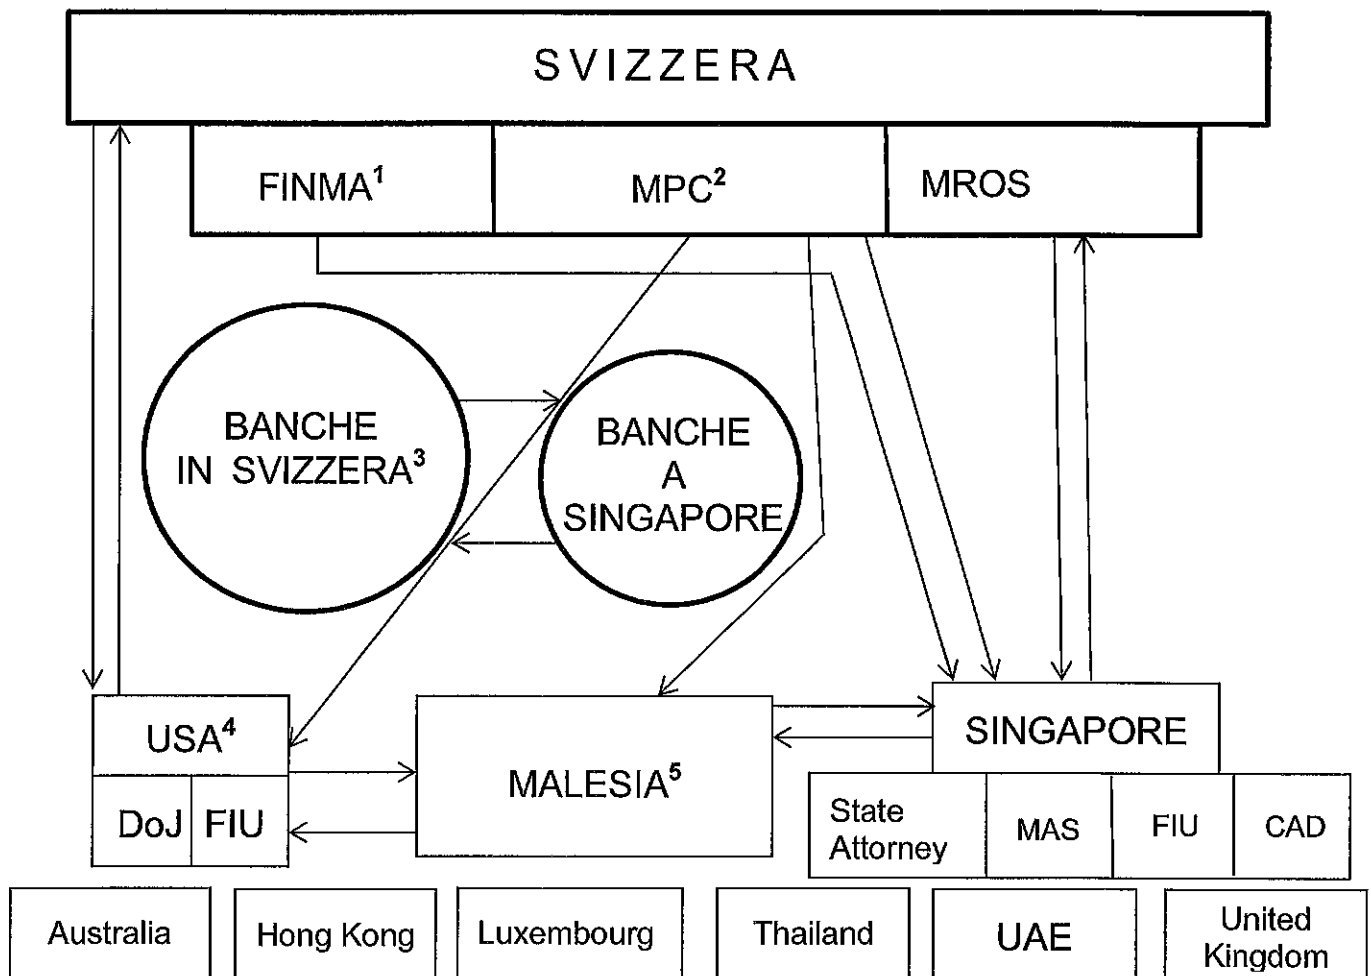 SVIZZERA
FINMA¹
MPC²
MROS
BANCHE
IN SVIZZERA³
BANCHE
A
SINGAPORE
USA⁴
DoJ
FIU
MALESIA⁵
SINGAPORE
State
Attorney
MAS
FIU
CAD
Australia
Hong Kong
Luxembourg
Thailand
UAE
United
Kingdom